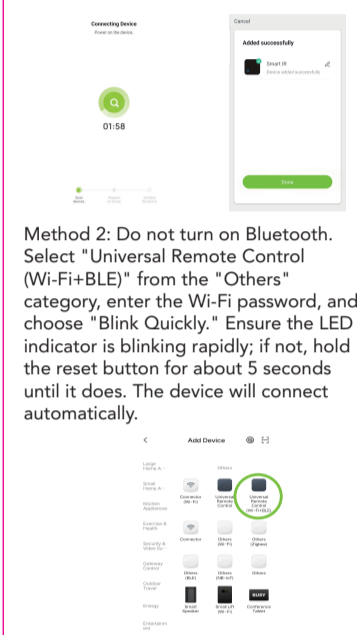 Connecting Device
Power on the device.
01:58
Cancel
Added successfully
Smart IR
Device added successfully
Done
Method 2: Do not turn on Bluetooth.
Select "Universal Remote Control
(Wi-Fi+BLE)" from the "Others"
category, enter the Wi-Fi password, and
choose "Blink Quickly." Ensure the LED
indicator is blinking rapidly; if not, hold
the reset button for about 5 seconds
until it does. The device will connect
automatically.
Add Device
Large
Home A...
Others
Small
Home A...
Connector
(Wi-Fi)
Universal
Remote
Control
Universal
Remote
Control
(Wi-Fi+BLE)
Kitchen
Appliances
Exercise &
Health
Connector
Others
(Wi-Fi)
Others
(Zigbee)
Security &
Video Su...
Gateway
Control
Others
(BLE)
Others
(NB-IoT)
Others
Outdoor
Travel
Energy
Smart
Speaker
Smart Lift
(Wi-Fi)
BUSY
Conference
Tablet
Entertainm
ent